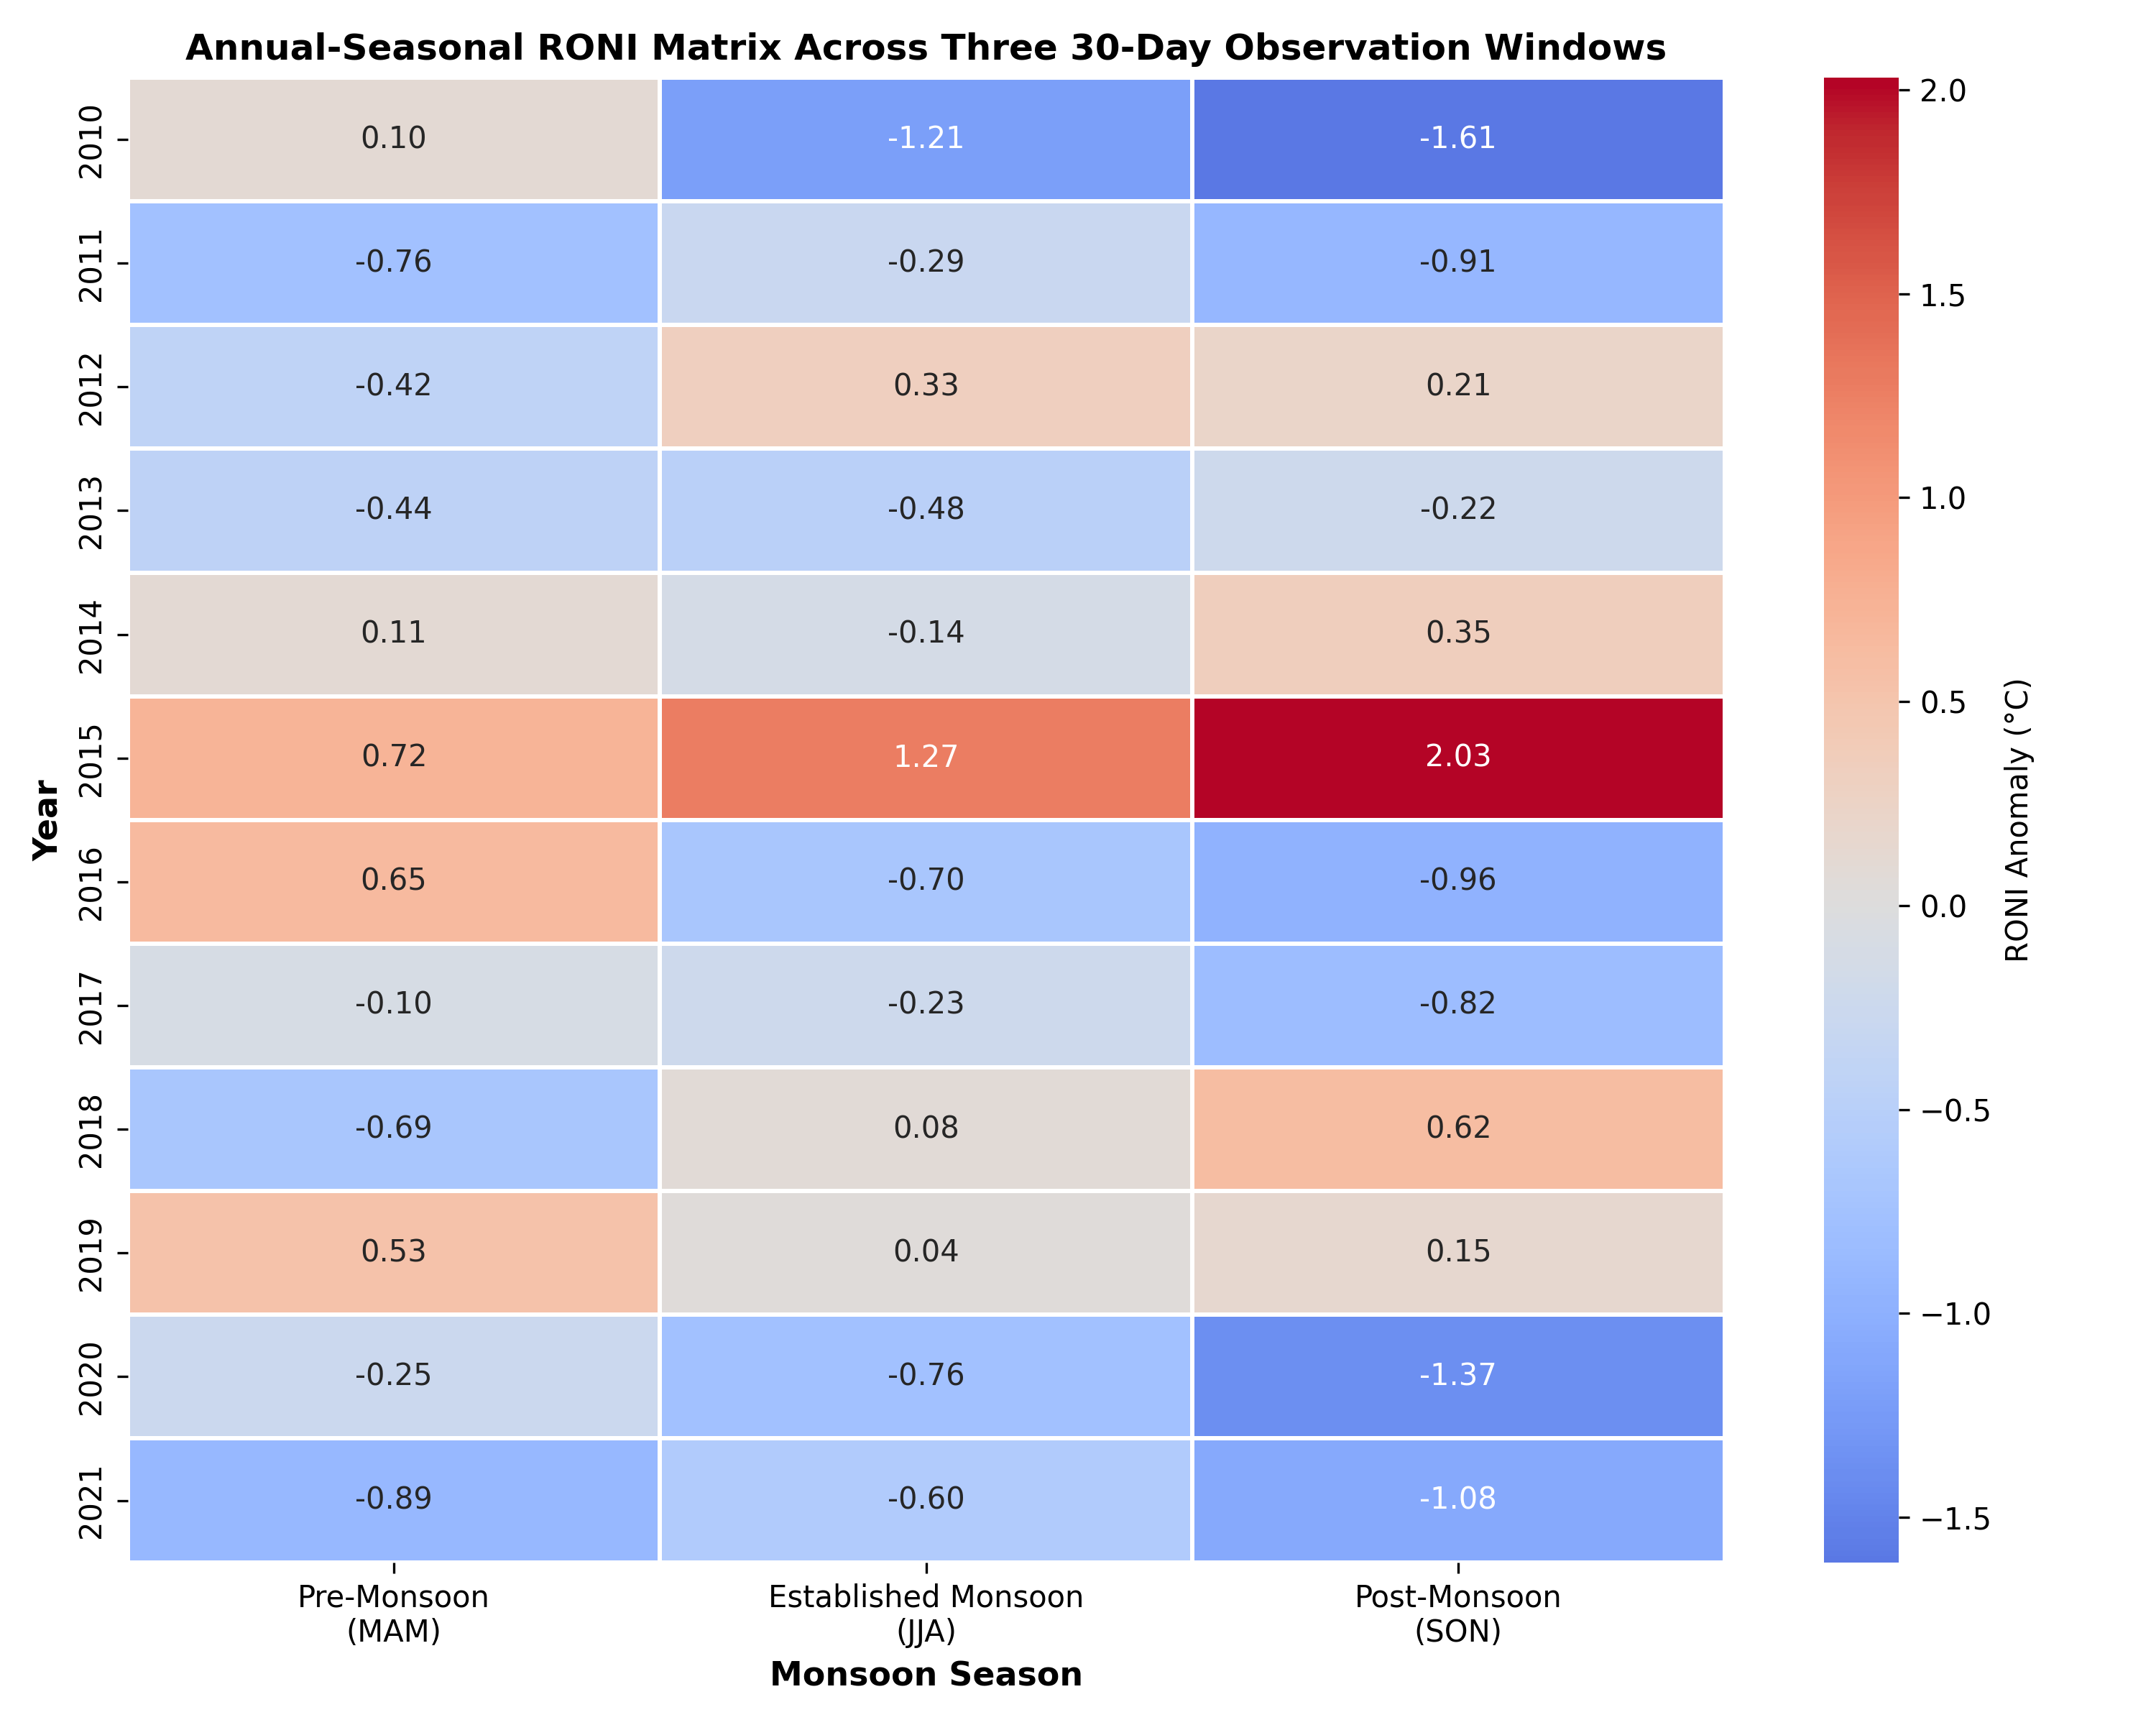 Annual-Seasonal RONI Matrix Across Three 30-Day Observation Windows
Year
2010 0.10 -1.21 -1.61
2011 -0.76 -0.29 -0.91
2012 -0.42 0.33 0.21
2013 -0.44 -0.48 -0.22
2014 0.11 -0.14 0.35
2015 0.72 1.27 2.03
2016 0.65 -0.70 -0.96
2017 -0.10 -0.23 -0.82
2018 -0.69 0.08 0.62
2019 0.53 0.04 0.15
2020 -0.25 -0.76 -1.37
2021 -0.89 -0.60 -1.08
Pre-Monsoon
(MAM)
Established Monsoon
(JJA)
Post-Monsoon
(SON)
Monsoon Season
2.0
1.5
1.0
0.5
0.0
−0.5
−1.0
−1.5
RONI Anomaly (°C)